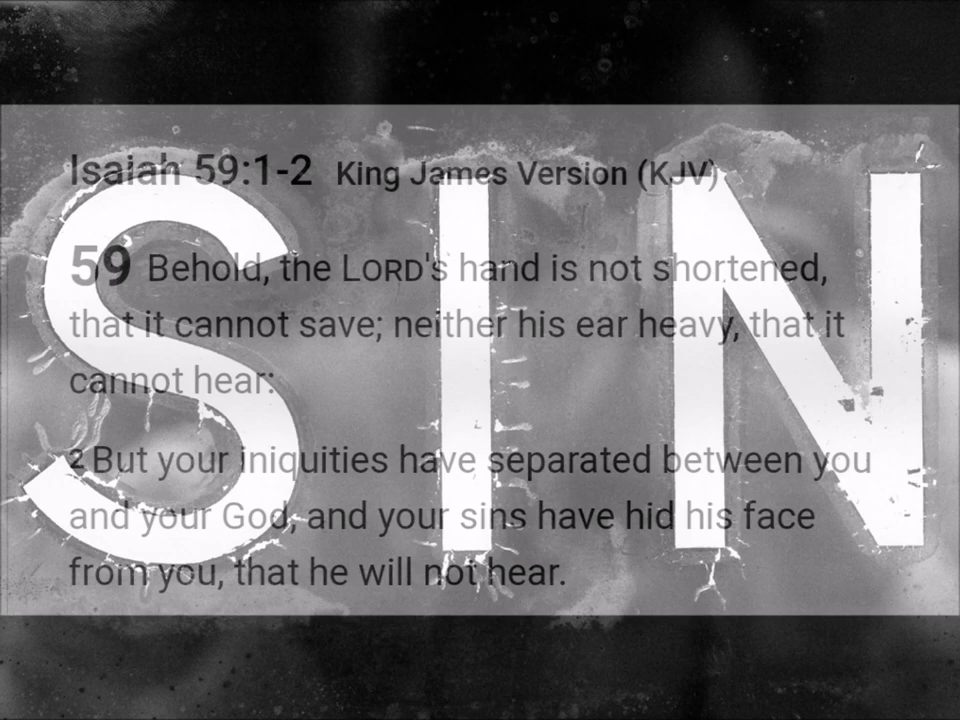 SIN
Isaiah 59:1-2 King James Version (KJV)
59 Behold, the LORD's hand is not shortened,
that it cannot save; neither his ear heavy, that it
cannot hear:
2 But your iniquities have separated between you
and your God, and your sins have hid his face
from you, that he will not hear.